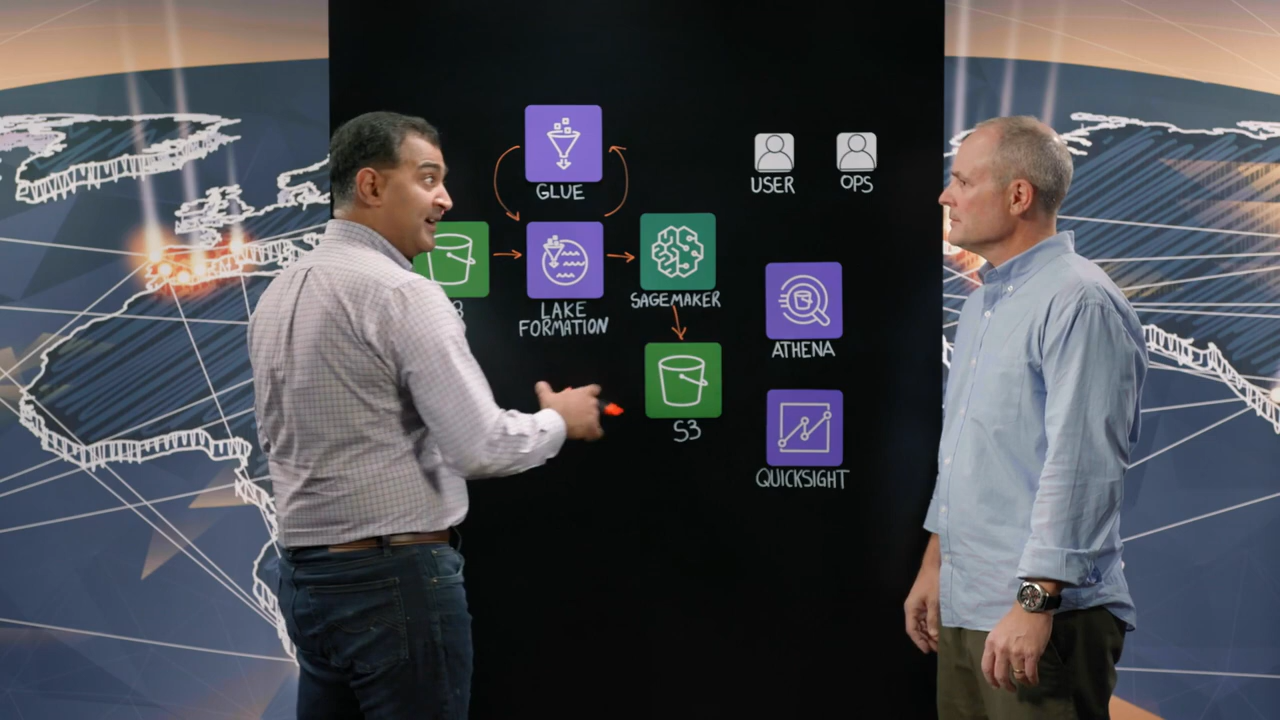 GLUE
USER
OPS
LAKE
FORMATION
SAGEMAKER
ATHENA
S3
QUICKSIGHT